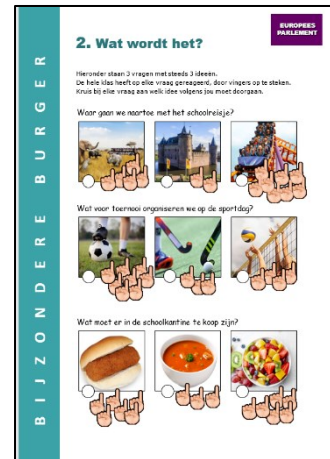 EUROPEES
PARLEMENT
2. Wat wordt het?
Hieronder staan 3 vragen met steeds 3 ideeën.
De hele klas heeft op elke vraag gereageerd, door vingers op te steken.
Kruis bij elke vraag aan welk idee volgens jou moet doorgaan.
Waar gaan we naartoe met het schoolreisje?
Wat voor toernooi organiseren we op de sportdag?
Wat moet er in de schoolkantine te koop zijn?
BIJZONDERE BURGER